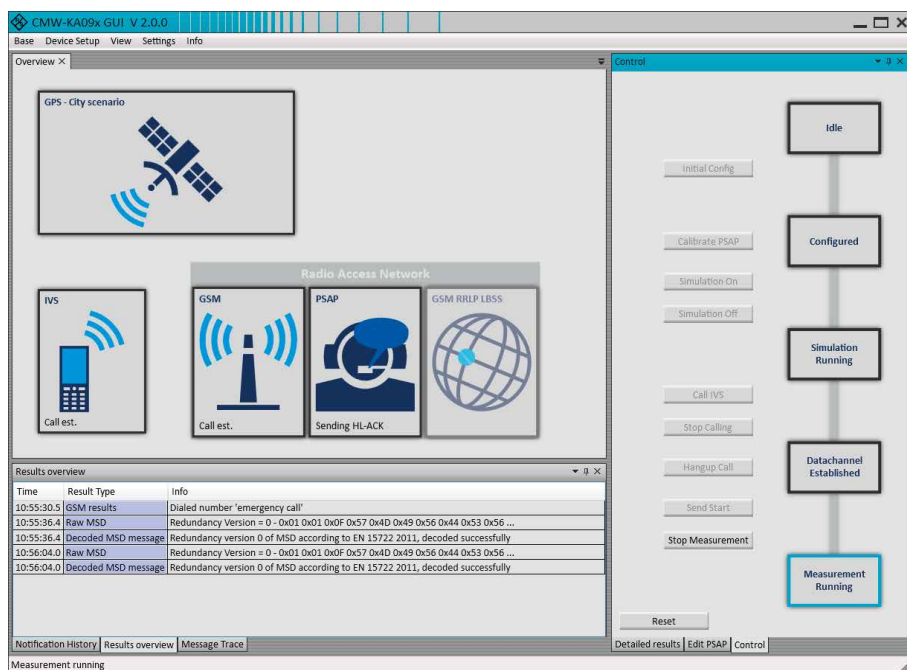 CMW-KA09x GUI V 2.0.0
Base Device Setup View Settings Info
Overview
Control
GPS - City scenario
Radio Access Network
IVS
Call est.
GSM
Call est.
PSAP
Sending HL-ACK
GSM RRLP LBSS
Results overview
Time Result Type Info
10:55:30.5 GSM results Dialed number 'emergency call'
10:55:36.4 Raw MSD Redundancy Version = 0 - 0x01 0x01 0x0F 0x57 0x4D 0x49 0x56 0x44 0x53 0x56 ...
10:55:36.4 Decoded MSD message Redundancy version 0 of MSD according to EN 15722 2011, decoded successfully
10:56:04.0 Raw MSD Redundancy Version = 0 - 0x01 0x01 0x0F 0x57 0x4D 0x49 0x56 0x44 0x53 0x56 ...
10:56:04.0 Decoded MSD message Redundancy version 0 of MSD according to EN 15722 2011, decoded successfully
Notification History Results overview Message Trace
Idle
Initial Config
Calibrate PSAP
Configured
Simulation On
Simulation Off
Simulation
Running
Call IVS
Stop Calling
Datachannel
Established
Hangup Call
Send Start
Stop Measurement
Measurement
Running
Reset
Detailed results Edit PSAP Control
Measurement running